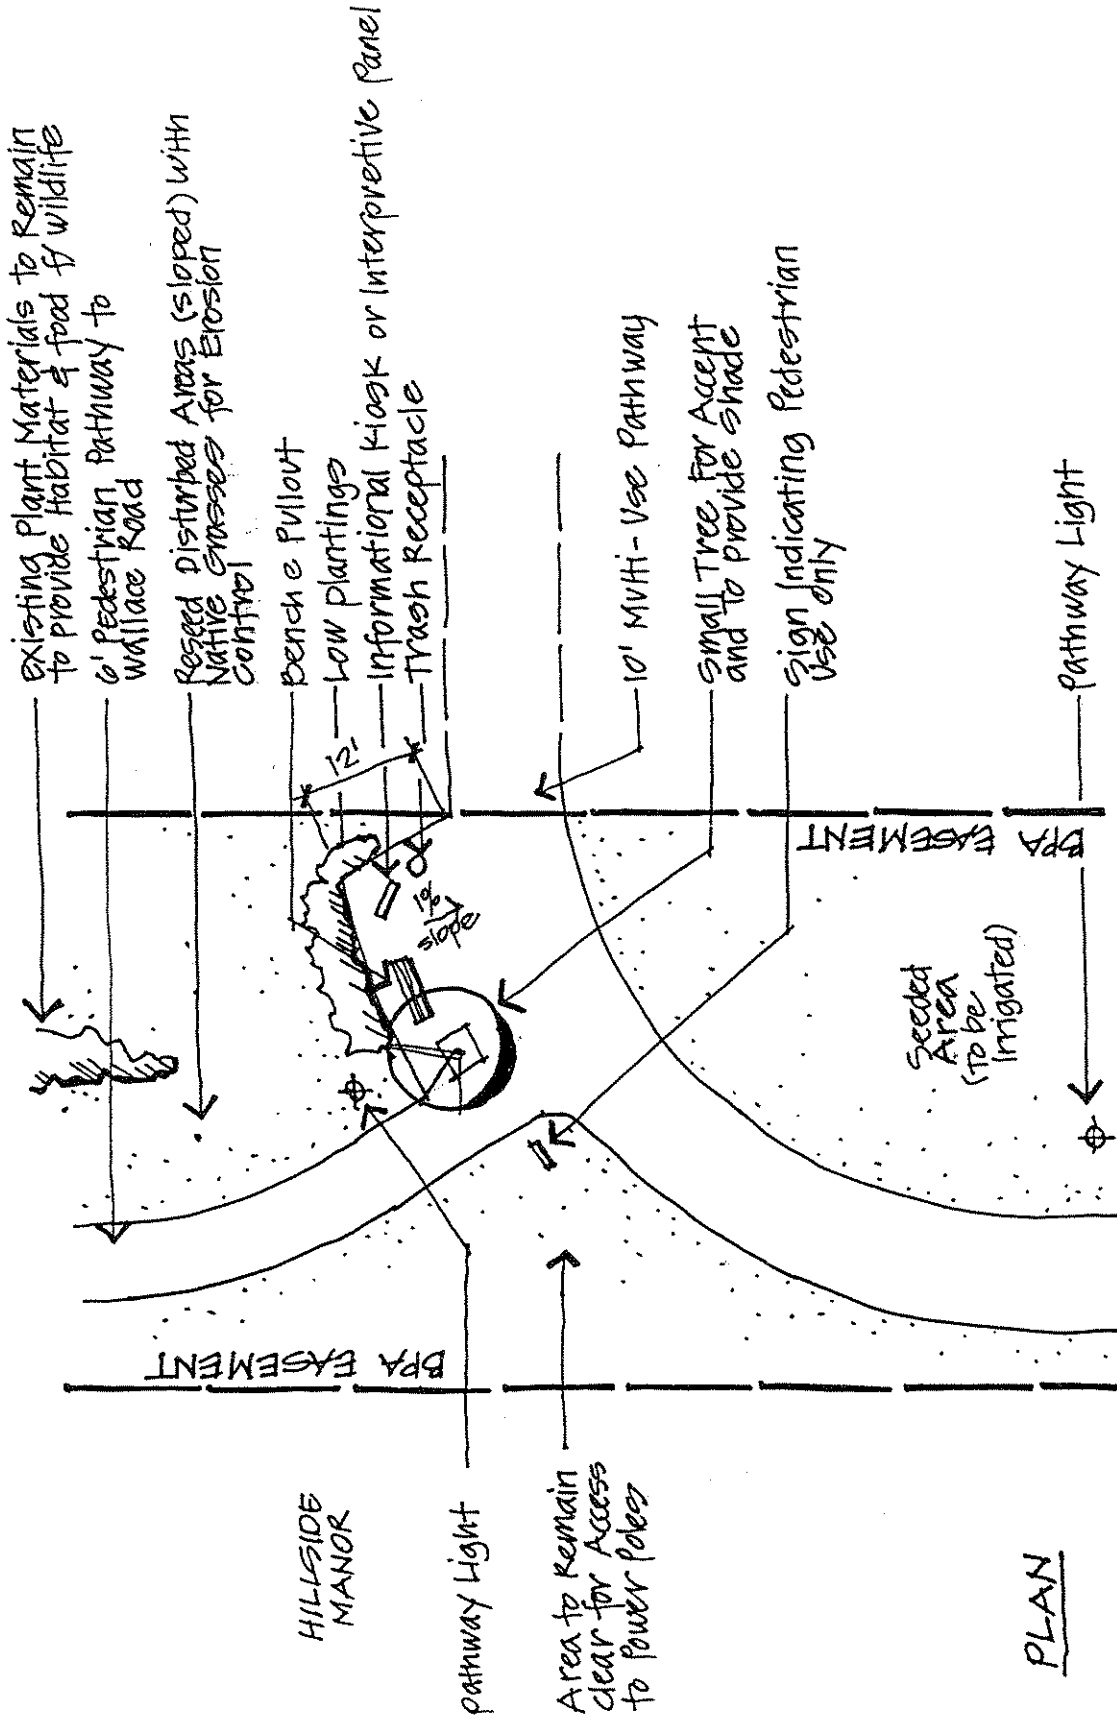 Existing Plant Materials to Remain
to provide Habitat & food f/ wildlife
6' Pedestrian Pathway to
Wallace Road
Reseed Disturbed Areas (sloped) with
Native Grasses for Erosion
Control
Bench e Pullout
Low plantings
Informational Kiosk or Interpretive Panel
Trash Receptacle
12'
1%
slope
10' Multi-Use Pathway
Small Tree For Accent
and to provide shade
Sign Indicating Pedestrian
Use Only
Pathway Light
BPA EASEMENT
Seeded
Area
(to be
Irrigated)
BPA EASEMENT
HILLSIDE
MANOR
pathway Light
Area to Remain
clear for Access
to Power Poles
PLAN